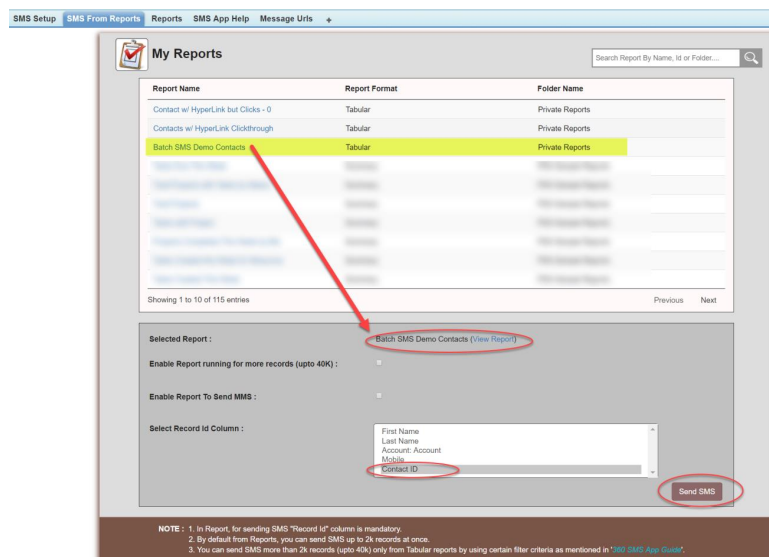 SMS Setup SMS From Reports Reports SMS App Help Message Urls +
My Reports
Search Report By Name, Id or Folder....
Report Name Report Format Folder Name
Contact w/ HyperLink but Clicks - 0 Tabular Private Reports
Contacts w/ HyperLink Clickthrough Tabular Private Reports
Batch SMS Demo Contacts Tabular Private Reports
Showing 1 to 10 of 115 entries Previous Next
Selected Report : Batch SMS Demo Contacts (View Report)
Enable Report running for more records (upto 40K) :
Enable Report To Send MMS :
Select Record Id Column :
First Name
Last Name
Account: Account
Mobile
Contact ID
Send SMS
NOTE : 1. In Report, for sending SMS "Record Id" column is mandatory.
2. By default from Reports, you can send SMS up to 2k records at once.
3. You can send SMS more than 2k records (upto 40k) only from Tabular reports by using certain filter criteria as mentioned in '360 SMS App Guide'.